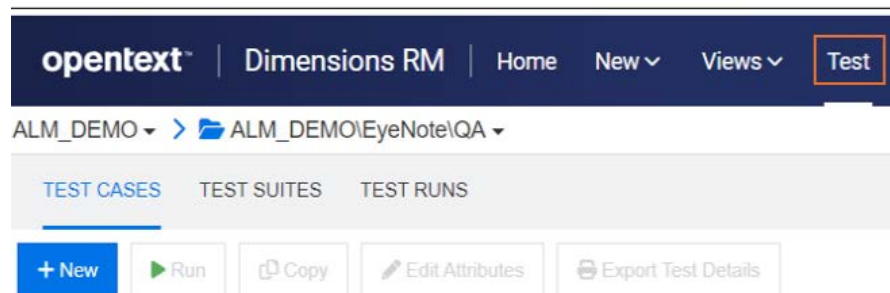 opentext™ | Dimensions RM | Home New Views Test
ALM_DEMO > ALM_DEMO\EyeNote\QA
TEST CASES TEST SUITES TEST RUNS
+ New Run Copy Edit Attributes Export Test Details